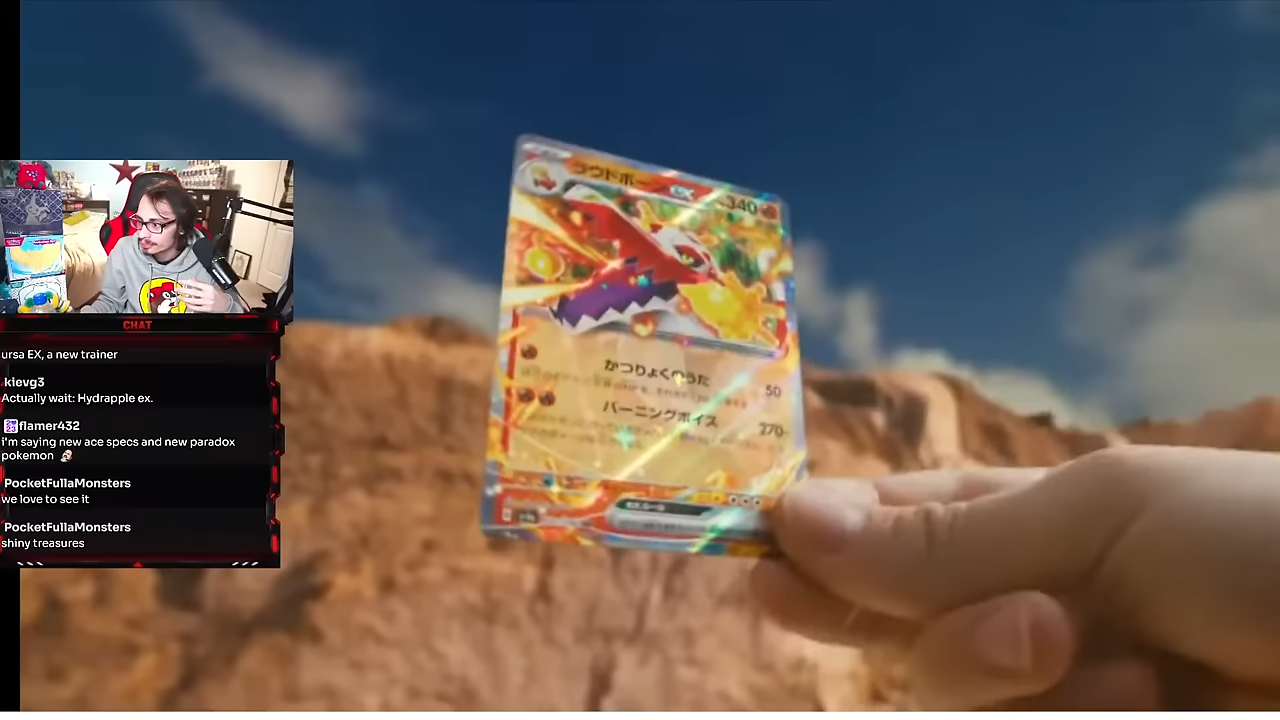 CHAT
ursa EX, a new trainer
kievg3
Actually wait: Hydrapple ex.
flamer432
i'm saying new ace specs and new paradox
pokemon
PocketFullaMonsters
we love to see it
PocketFullaMonsters
shiny treasures
ラウドボーン ex 340
かつりょくのうた 50
バーニングボイス 270